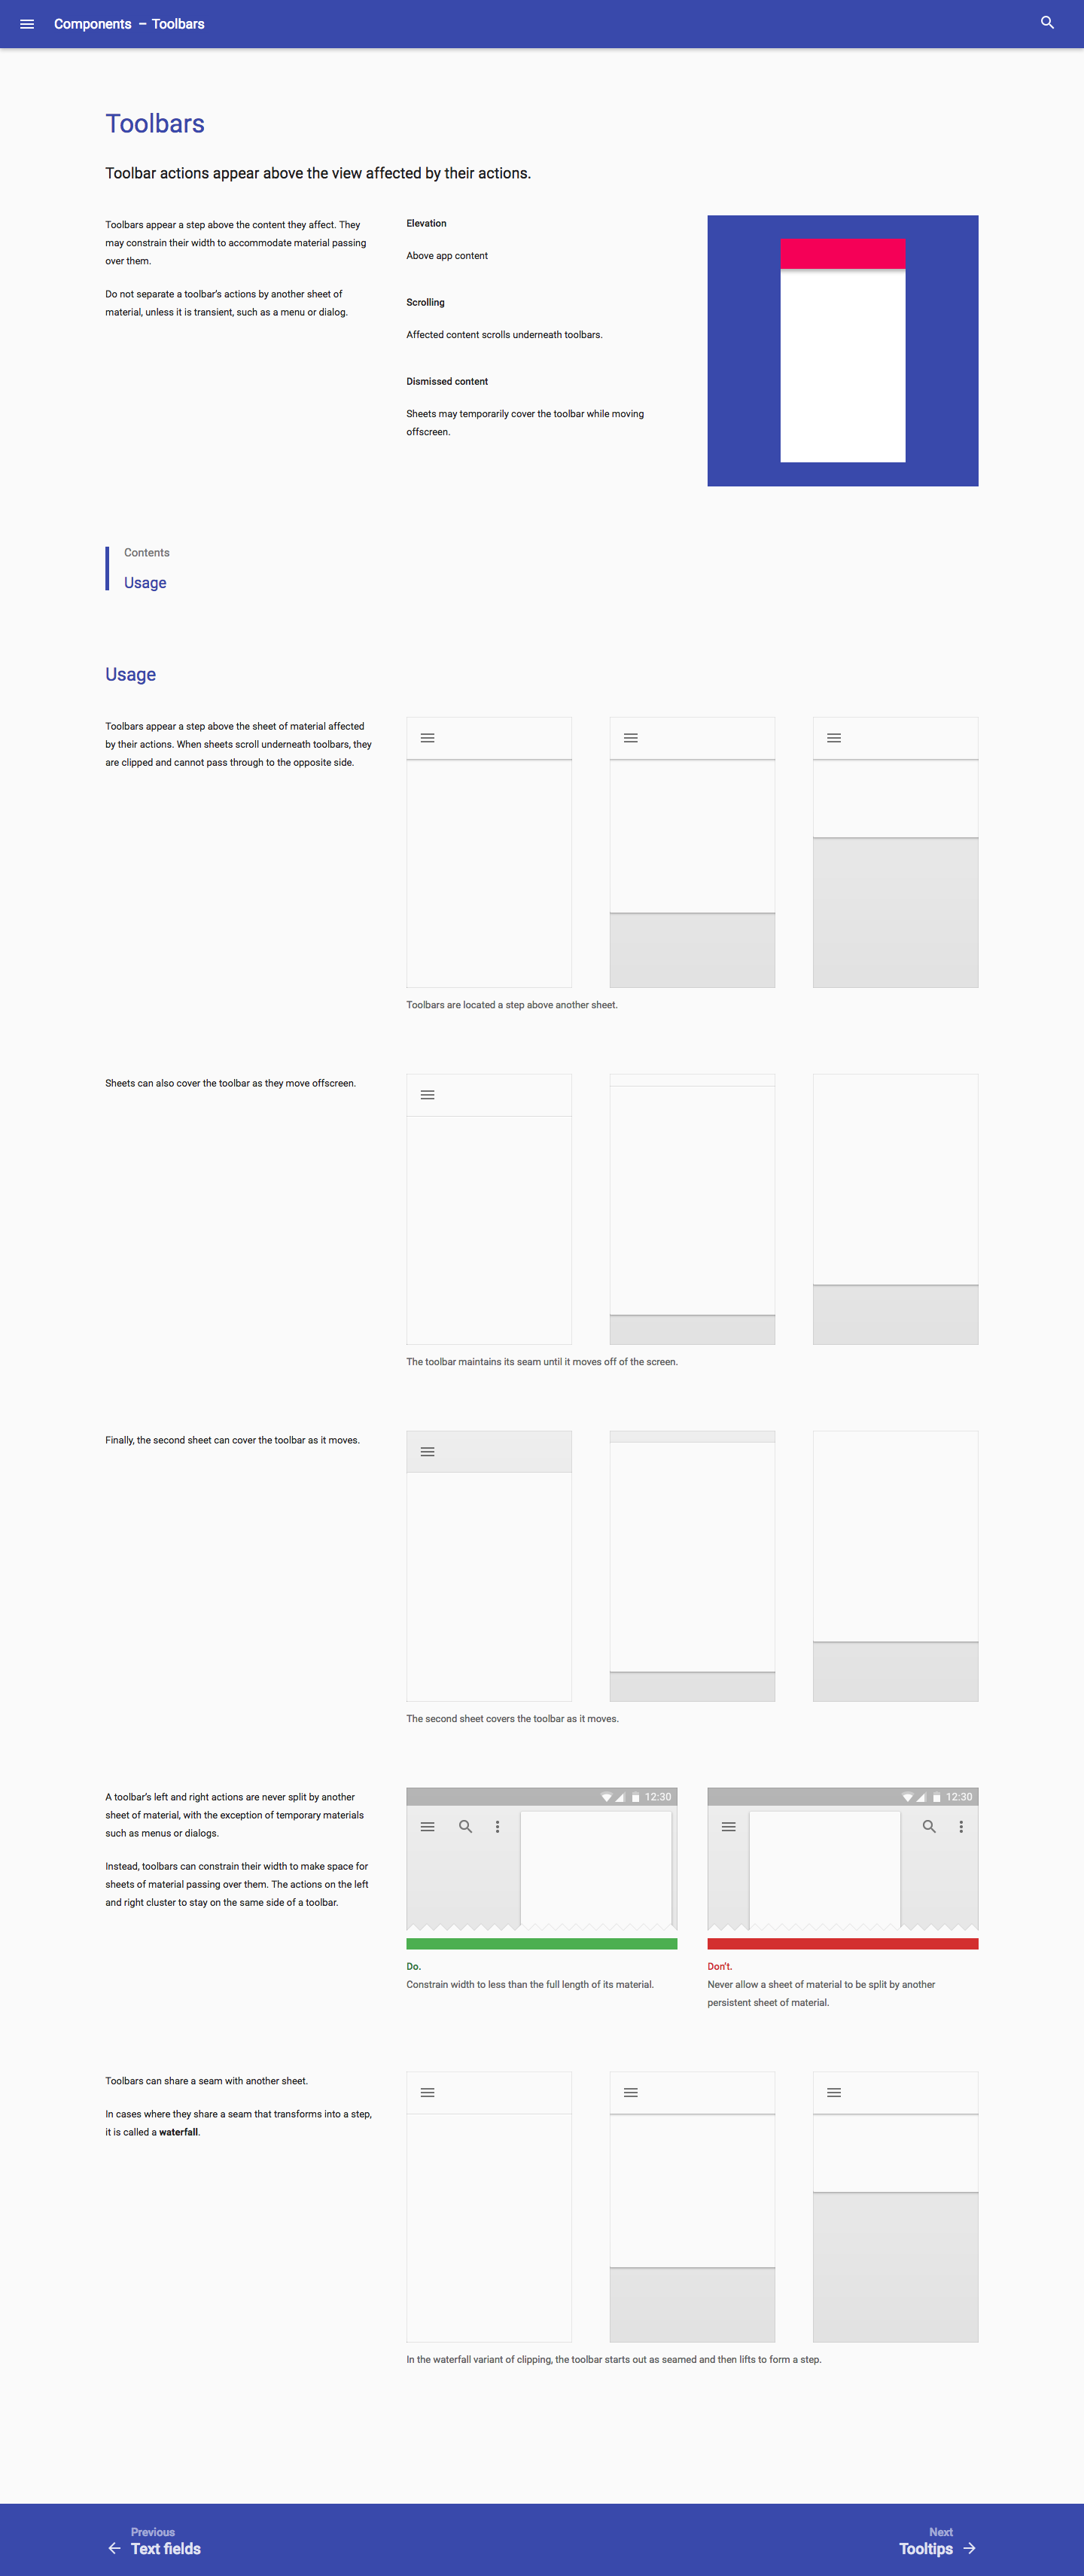 Components – Toolbars
Toolbars
Toolbar actions appear above the view affected by their actions.
Toolbars appear a step above the content they affect. They
may constrain their width to accommodate material passing
over them.
Do not separate a toolbar's actions by another sheet of
material, unless it is transient, such as a menu or dialog.
Elevation
Above app content
Scrolling
Affected content scrolls underneath toolbars.
Dismissed content
Sheets may temporarily cover the toolbar while moving
offscreen.
Contents
Usage
Usage
Toolbars appear a step above the sheet of material affected
by their actions. When sheets scroll underneath toolbars, they
are clipped and cannot pass through to the opposite side.
Toolbars are located a step above another sheet.
Sheets can also cover the toolbar as they move offscreen.
The toolbar maintains its seam until it moves off of the screen.
Finally, the second sheet can cover the toolbar as it moves.
The second sheet covers the toolbar as it moves.
A toolbar's left and right actions are never split by another
sheet of material, with the exception of temporary materials
such as menus or dialogs.
Instead, toolbars can constrain their width to make space for
sheets of material passing over them. The actions on the left
and right cluster to stay on the same side of a toolbar.
12:30
Do.
Constrain width to less than the full length of its material.
12:30
Don't.
Never allow a sheet of material to be split by another
persistent sheet of material.
Toolbars can share a seam with another sheet.
In cases where they share a seam that transforms into a step,
it is called a waterfall.
In the waterfall variant of clipping, the toolbar starts out as seamed and then lifts to form a step.
Previous
Text fields
Next
Tooltips